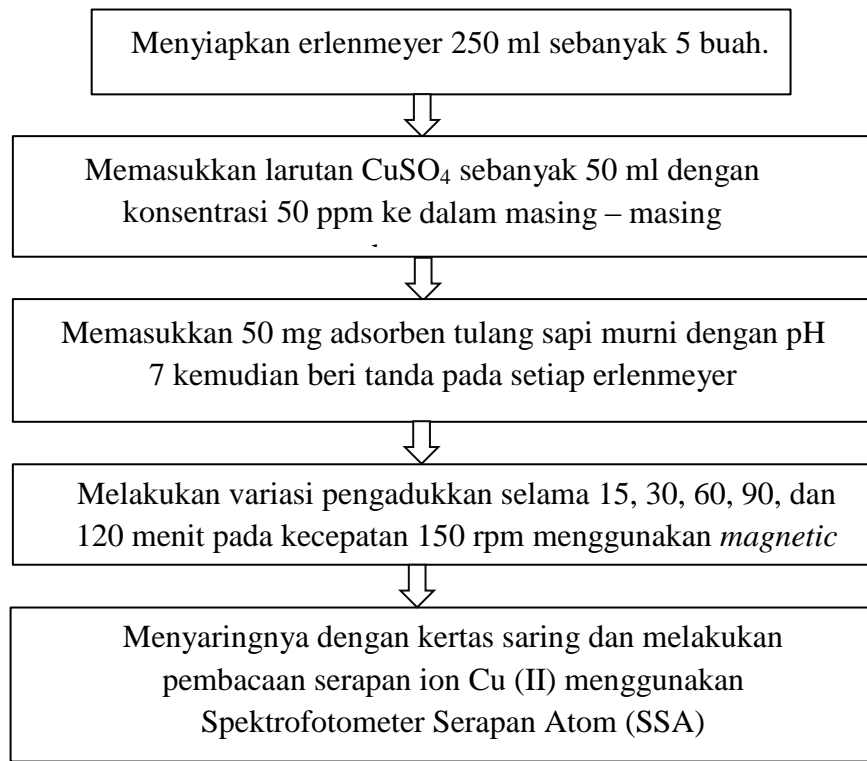 Menyiapkan erlenmeyer 250 ml sebanyak 5 buah.
Memasukkan larutan CuSO₄ sebanyak 50 ml dengan
konsentrasi 50 ppm ke dalam masing – masing
Memasukkan 50 mg adsorben tulang sapi murni dengan pH
7 kemudian beri tanda pada setiap erlenmeyer
Melakukan variasi pengadukkan selama 15, 30, 60, 90, dan
120 menit pada kecepatan 150 rpm menggunakan magnetic
Menyaringnya dengan kertas saring dan melakukan
pembacaan serapan ion Cu (II) menggunakan
Spektrofotometer Serapan Atom (SSA)